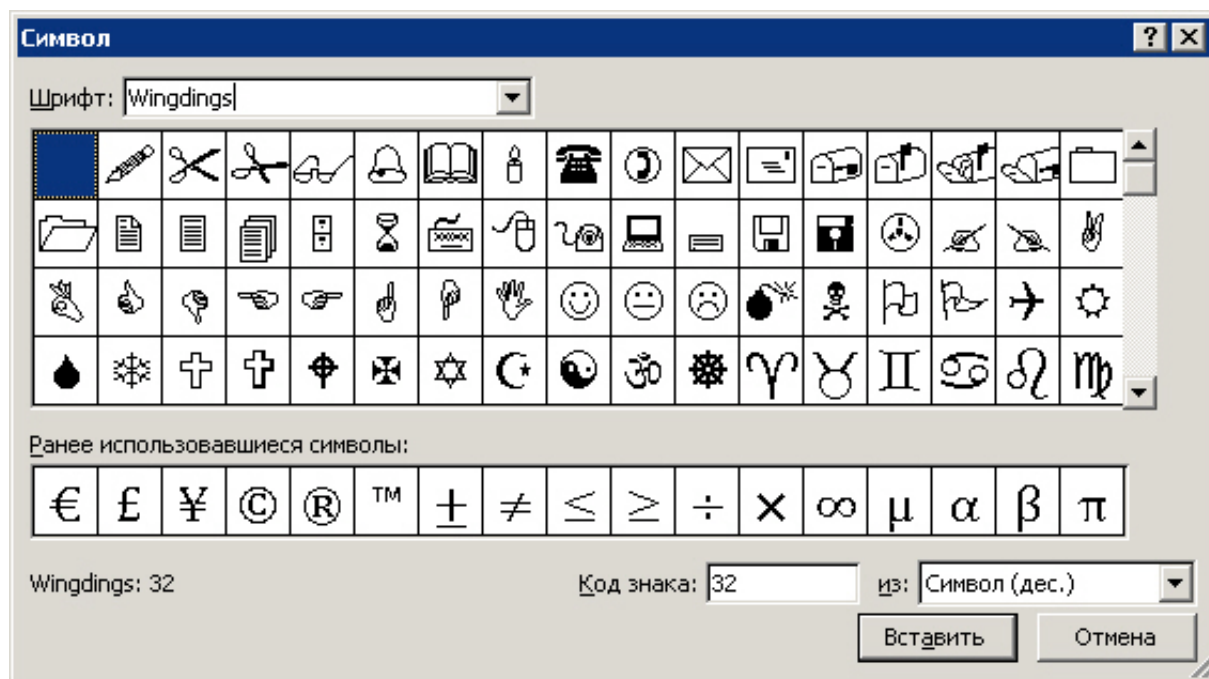 Символ
Шрифт: Wingdings
Ранее использовавшиеся символы:
€ £ ¥ © ® ™ ± ≠ ≤ ≥ ÷ × ∞ µ α β π
Wingdings: 32 Код знака: 32 из: Символ (дес.)
Вставить Отмена